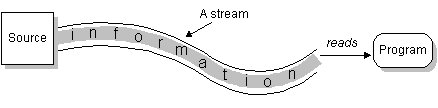 A stream
Source
information
reads
Program